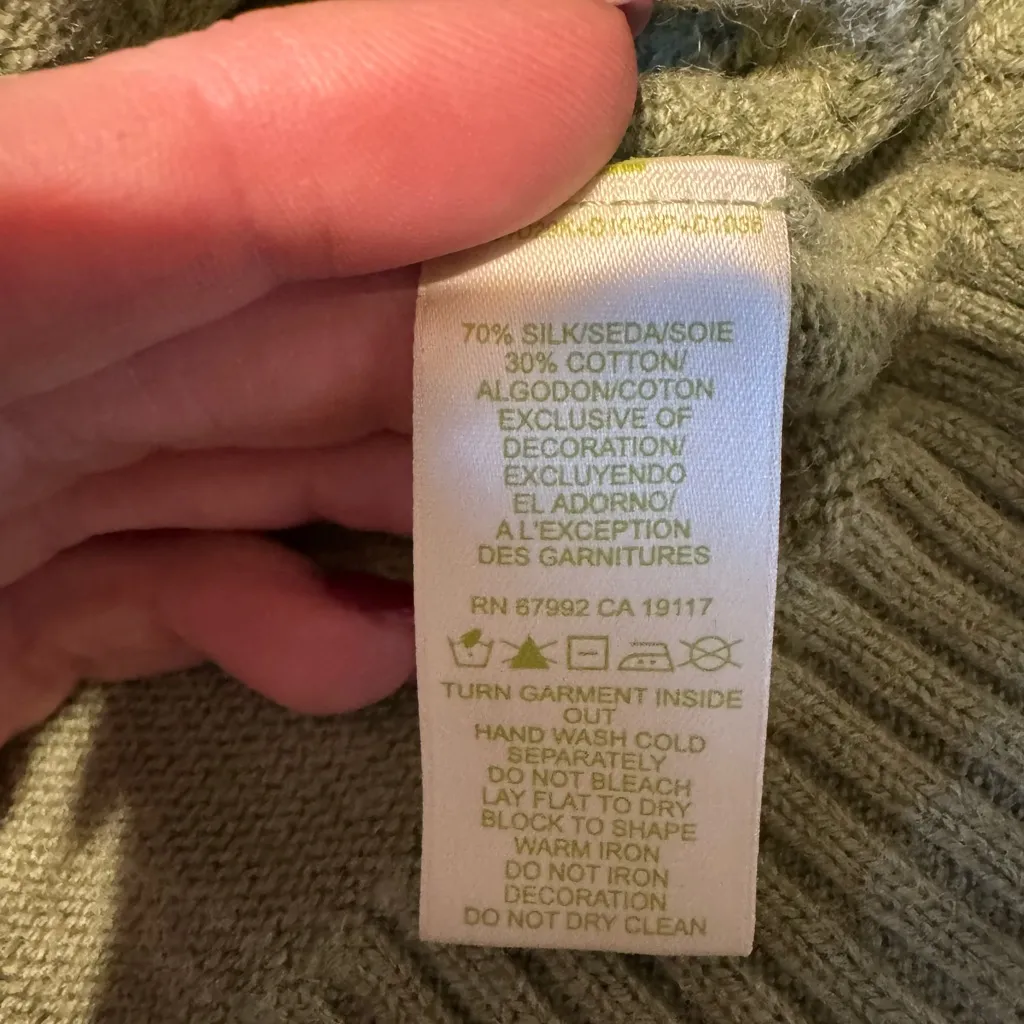 70% SILK/SEDA/SOIE
30% COTTON/
ALGODON/COTON
EXCLUSIVE OF
DECORATION/
EXCLUYENDO
EL ADORNO/
A L'EXCEPTION
DES GARNITURES
RN 67992 CA 19117
TURN GARMENT INSIDE
OUT
HAND WASH COLD
SEPARATELY
DO NOT BLEACH
LAY FLAT TO DRY
BLOCK TO SHAPE
WARM IRON
DO NOT IRON
DECORATION
DO NOT DRY CLEAN